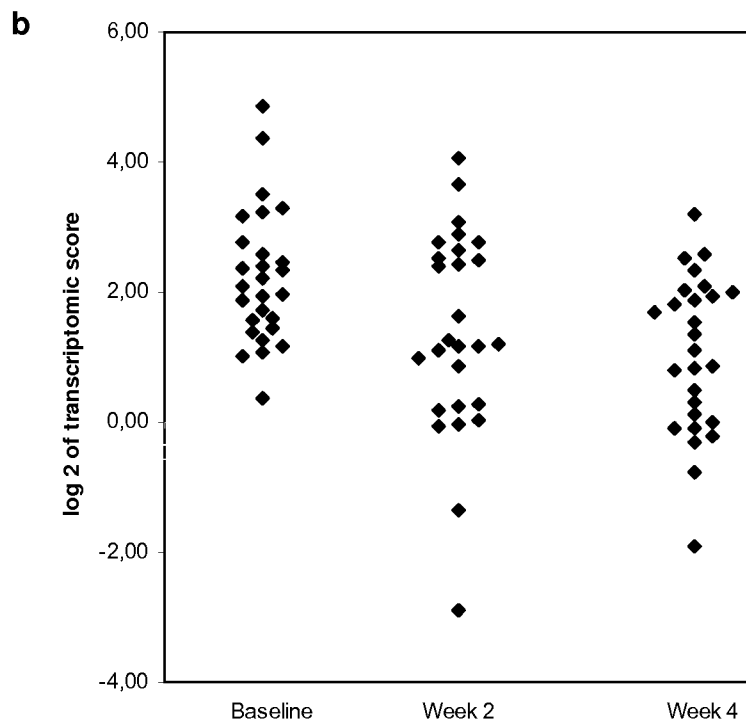 b
6,00
4,00
2,00
0,00
-2,00
-4,00
log 2 of transcriptomic score
Baseline
Week 2
Week 4